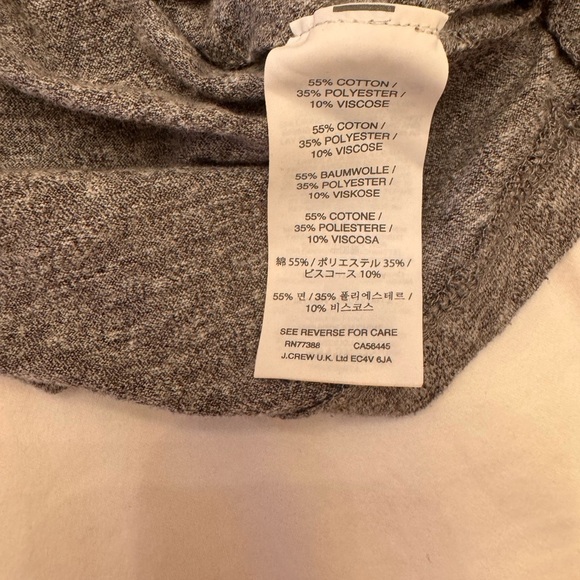 55% COTTON /
35% POLYESTER /
10% VISCOSE
55% COTON /
35% POLYESTER /
10% VISCOSE
55% BAUMWOLLE /
35% POLYESTER /
10% VISKOSE
55% COTONE /
35% POLIESTERE /
10% VISCOSA
綿 55% / ポリエステル 35% /
ビスコース 10%
55% 면 / 35% 폴리에스테르 /
10% 비스코스
SEE REVERSE FOR CARE
RN77388 CA56445
J.CREW U.K. Ltd EC4V 6JA